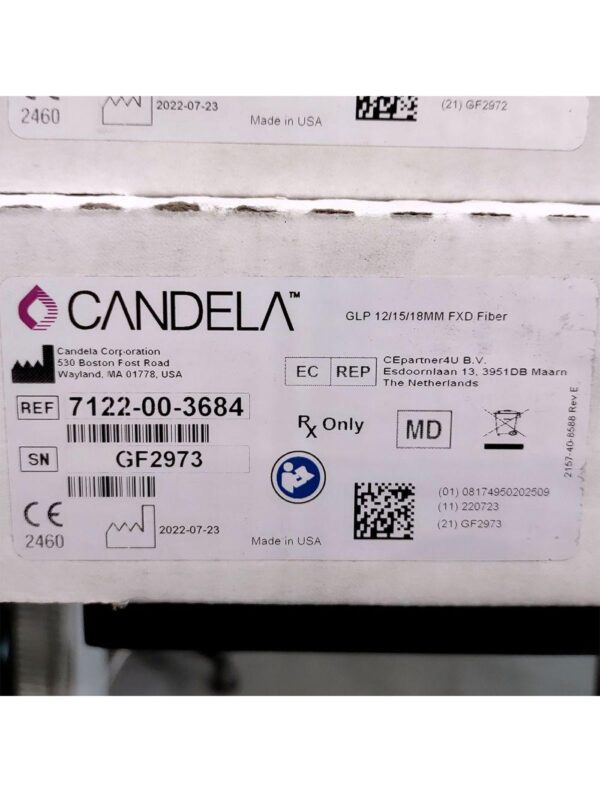 2460
2022-07-23
Made in USA
(21) GF2972
CANDELA™
GLP 12/15/18MM FXD Fiber
Candela Corporation
530 Boston Post Road
Wayland, MA 01778, USA
EC REP
CEpartner4U B.V.
Esdoornlaan 13, 3951DB Maarn
The Netherlands
REF 7122-00-3684
Rx Only
MD
SN GF2973
2157-40-8588 Rev E
CE
2460
2022-07-23
Made in USA
(01) 08174950202509
(11) 220723
(21) GF2973